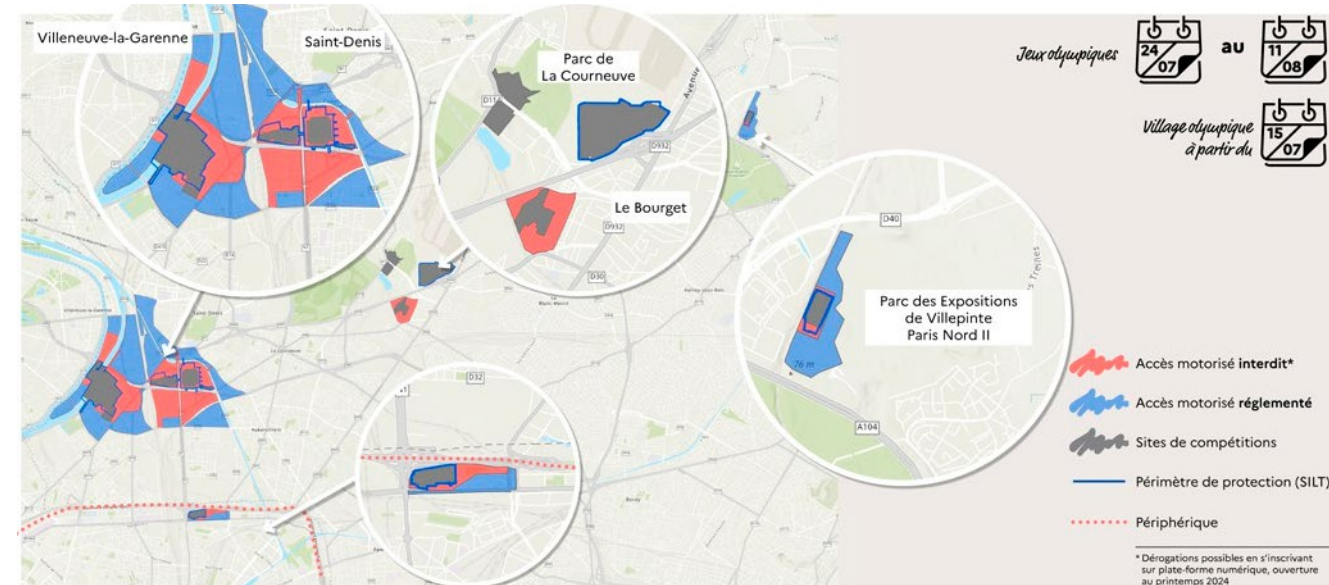 Villeneuve-la-Garenne
Saint-Denis
Parc de
La Courneuve
D114
Avenue
D932
Le Bourget
D932
D30
Jeux olympiques
24
07
au
11
08
Village olympique
à partir du
15
07
D40
Parc des Expositions
de Villepinte
Paris Nord II
76 m
A104
D32
Accès motorisé interdit*
Accès motorisé réglementé
Sites de compétitions
Périmètre de protection (SILT)
Périphérique
* Dérogations possibles en s'inscrivant
sur plate-forme numérique, ouverture
au printemps 2024